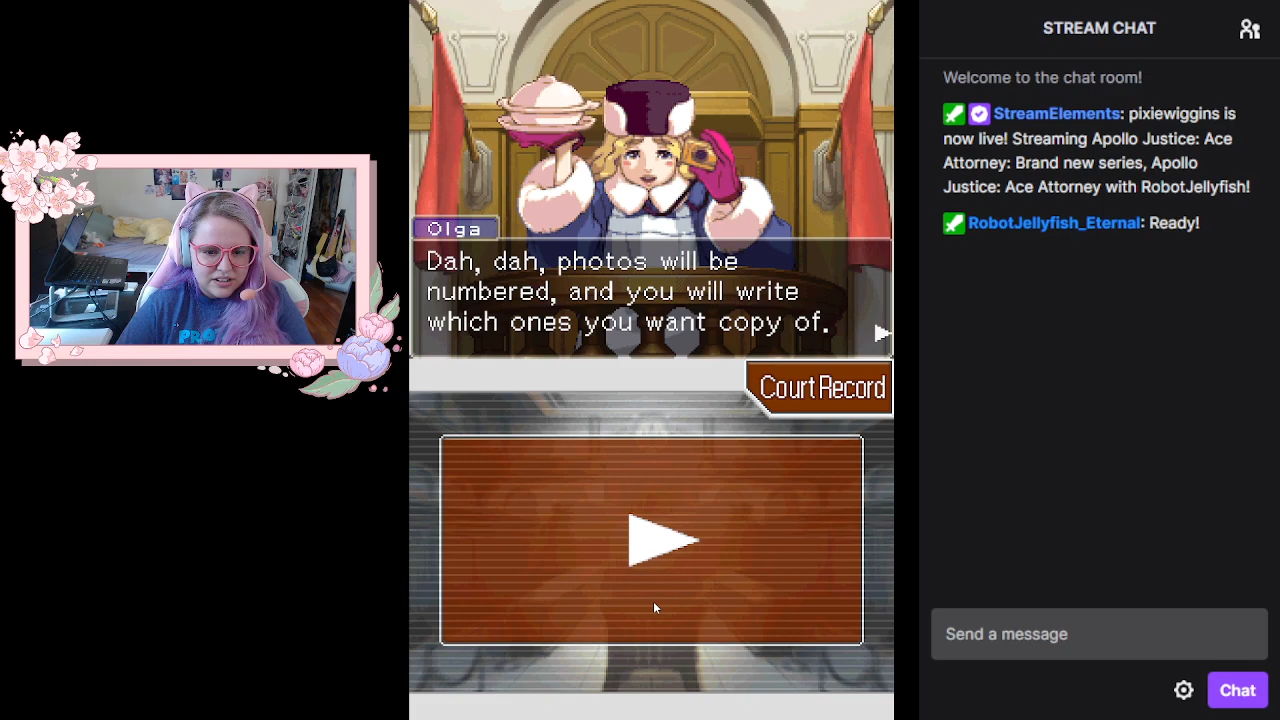 STREAM CHAT
Welcome to the chat room!
StreamElements: pixiewiggins is
now live! Streaming Apollo Justice: Ace
Attorney: Brand new series, Apollo
Justice: Ace Attorney with RobotJellyfish!
RobotJellyfish_Eternal: Ready!
Olga
Dah, dah, photos will be
numbered, and you will write
which ones you want copy of.
Court Record
PRO
Send a message
Chat